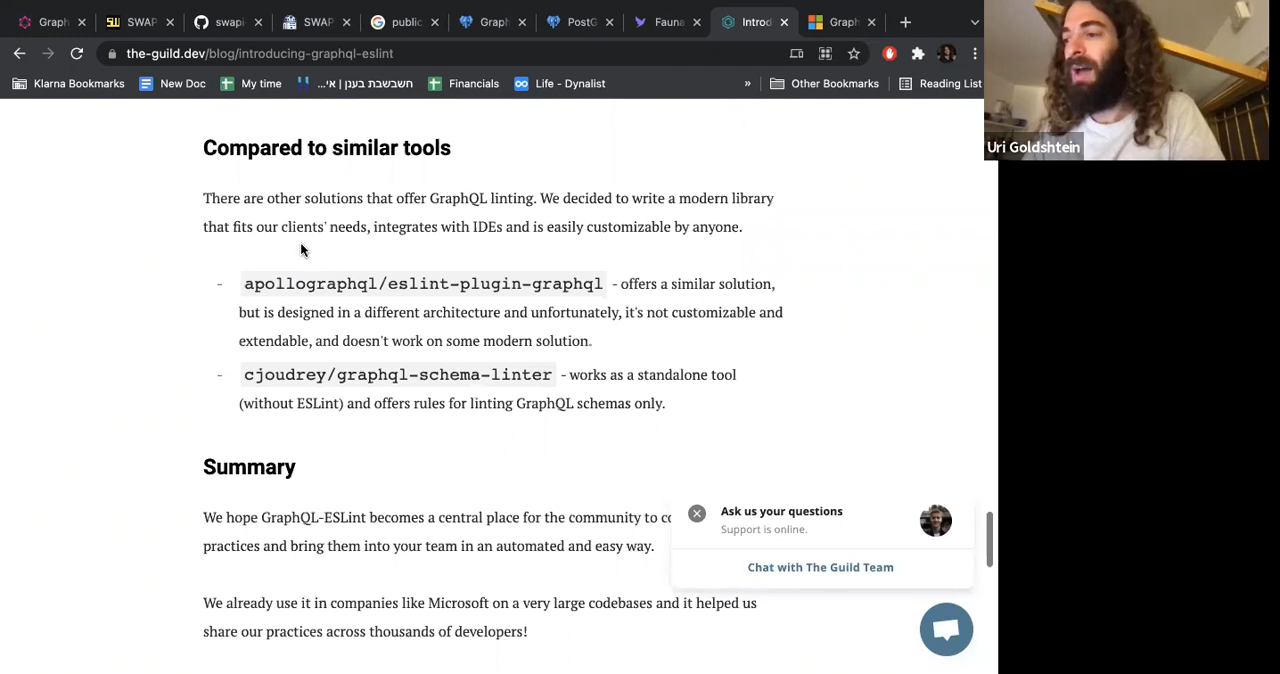 Graph
SWAP
swapi-
SWAP
public
Graph
PostG
Fauna
Introd
Graph
the-guild.dev/blog/introducing-graphql-eslint
Klarna Bookmarks
New Doc
My time
חשבשבת בענן | אי...
Financials
Life - Dynalist
»
Other Bookmarks
Reading List
Uri Goldshtein
Compared to similar tools
There are other solutions that offer GraphQL linting. We decided to write a modern library
that fits our clients' needs, integrates with IDEs and is easily customizable by anyone.
- apollographql/eslint-plugin-graphql - offers a similar solution,
but is designed in a different architecture and unfortunately, it's not customizable and
extendable, and doesn't work on some modern solution.
- cjoudrey/graphql-schema-linter - works as a standalone tool
(without ESLint) and offers rules for linting GraphQL schemas only.
Summary
We hope GraphQL-ESLint becomes a central place for the community to co
practices and bring them into your team in an automated and easy way.
We already use it in companies like Microsoft on a very large codebases and it helped us
share our practices across thousands of developers!
Ask us your questions
Support is online.
Chat with The Guild Team